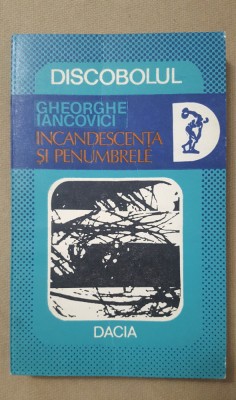 DISCOBOLUL
GHEORGHE
IANCOVICI
INCANDESCENȚA
ȘI PENUMBRELE
D
DACIA